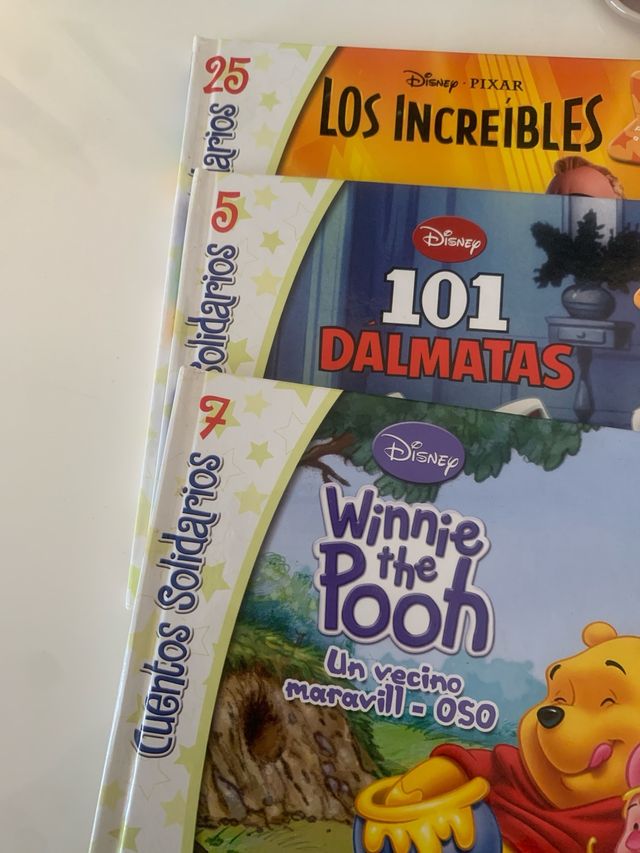 25
arios
DISNEY · PIXAR
LOS INCREÍBLES
5
Solidarios
DISNEY
101
DÁLMATAS
7
Cuentos Solidarios
DISNEY
Winnie
the
Pooh
Un vecino
maravill - OSO